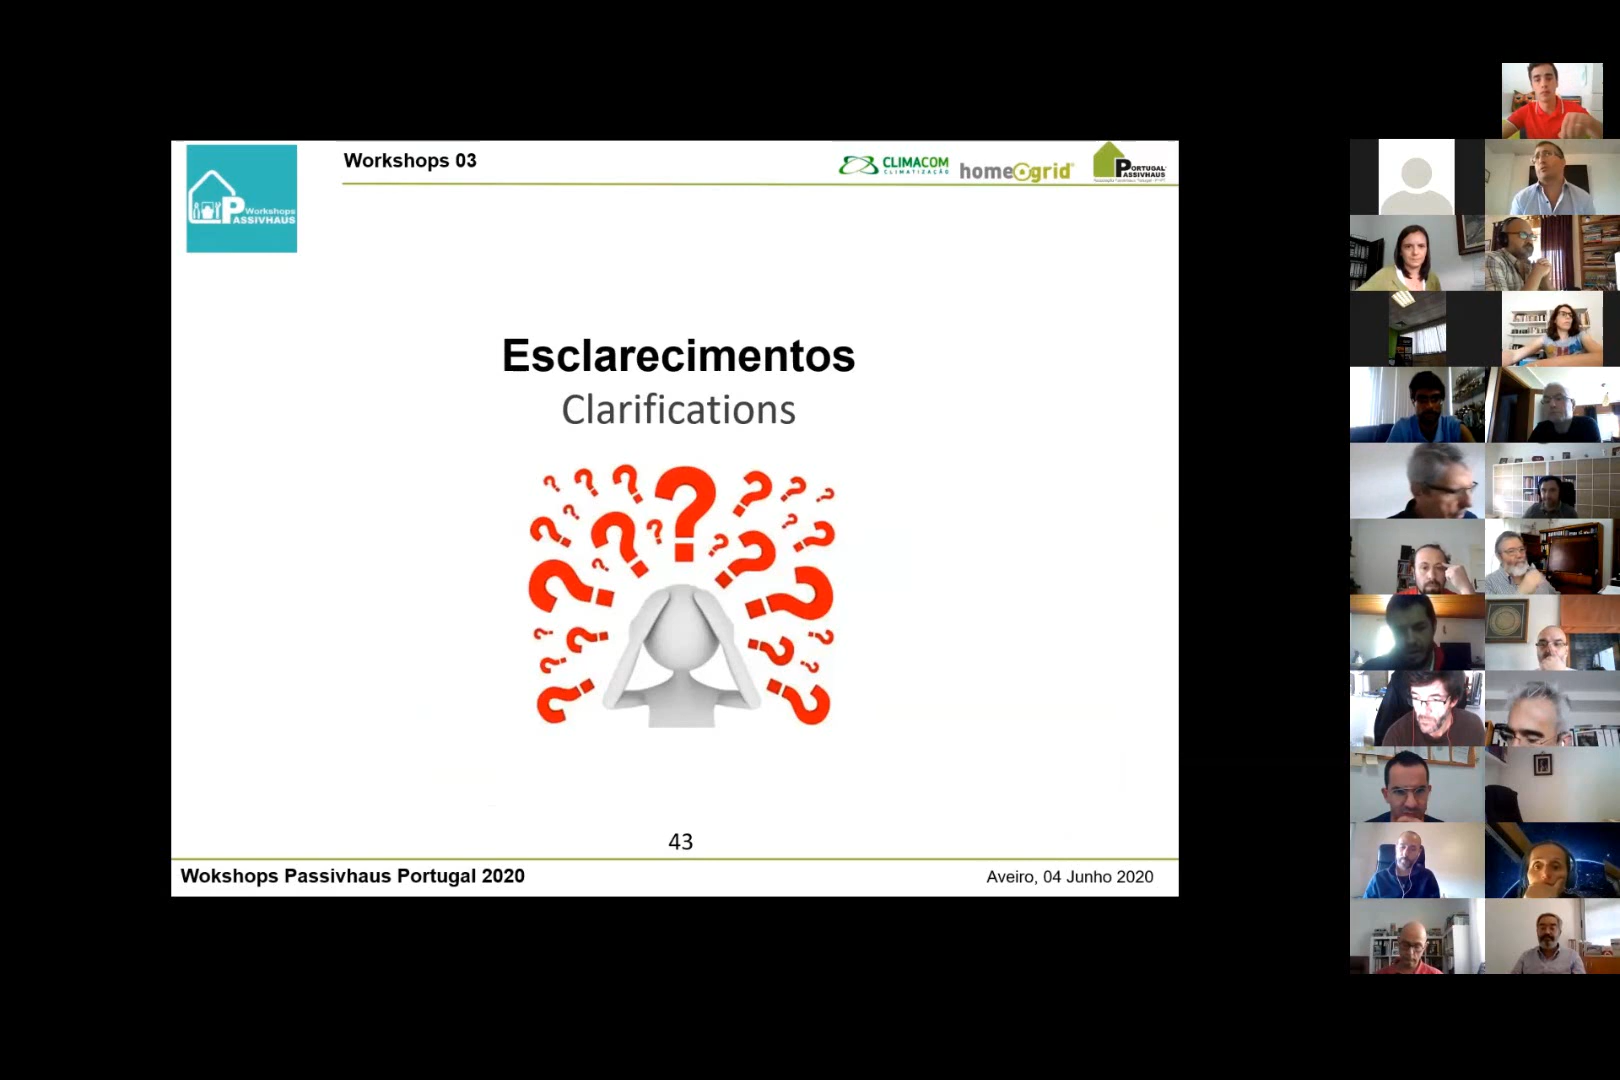 Workshops 03
CLIMACOM
CLIMATIZAÇÃO
homegrid
PORTUGAL
PASSIVHAUS
Workshops
PASSIVHAUS
Esclarecimentos
Clarifications
43
Wokshops Passivhaus Portugal 2020
Aveiro, 04 Junho 2020